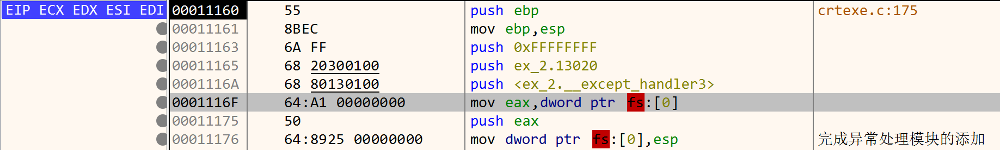 EIP ECX EDX ESI EDI 00011160 55 push ebp crtexe.c:175
00011161 8BEC mov ebp,esp
00011163 6A FF push 0xFFFFFFFF
00011165 68 20300100 push ex_2.13020
0001116A 68 80130100 push <ex_2.__except_handler3>
0001116F 64:A1 00000000 mov eax,dword ptr fs:[0]
00011175 50 push eax
00011176 64:8925 00000000 mov dword ptr fs:[0],esp 完成异常处理模块的添加